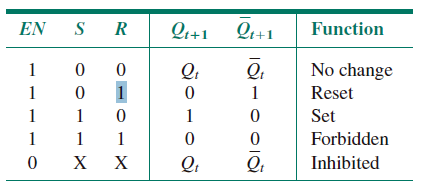 EN S R Qt+1 Q̅t+1 Function
1 0 0 Qt Q̅t No change
1 0 1 0 1 Reset
1 1 0 1 0 Set
1 1 1 0 0 Forbidden
0 X X Qt Q̅t Inhibited